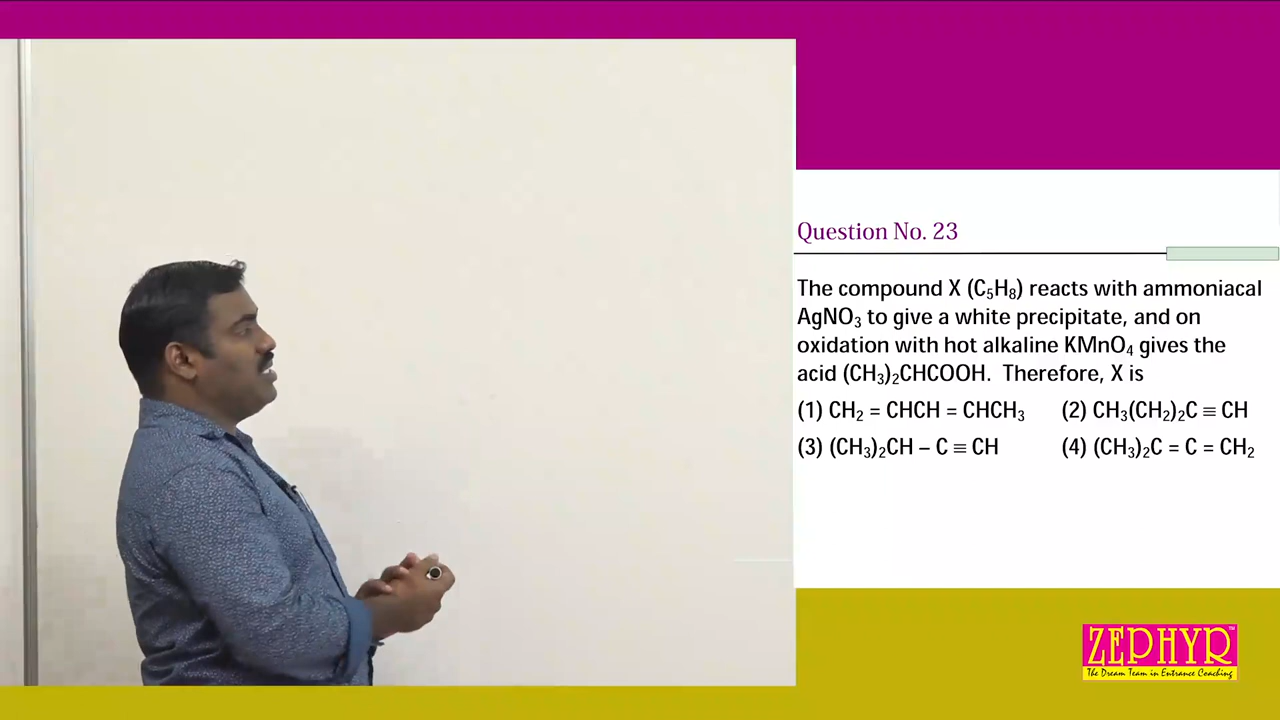 Question No. 23
The compound X (C₅H₈) reacts with ammoniacal
AgNO₃ to give a white precipitate, and on
oxidation with hot alkaline KMnO₄ gives the
acid (CH₃)₂CHCOOH. Therefore, X is
(1) CH₂ = CHCH = CHCH₃ (2) CH₃(CH₂)₂C ≡ CH
(3) (CH₃)₂CH – C ≡ CH (4) (CH₃)₂C = C = CH₂
ZEPHYR™
The Dream Team in Entrance Coaching